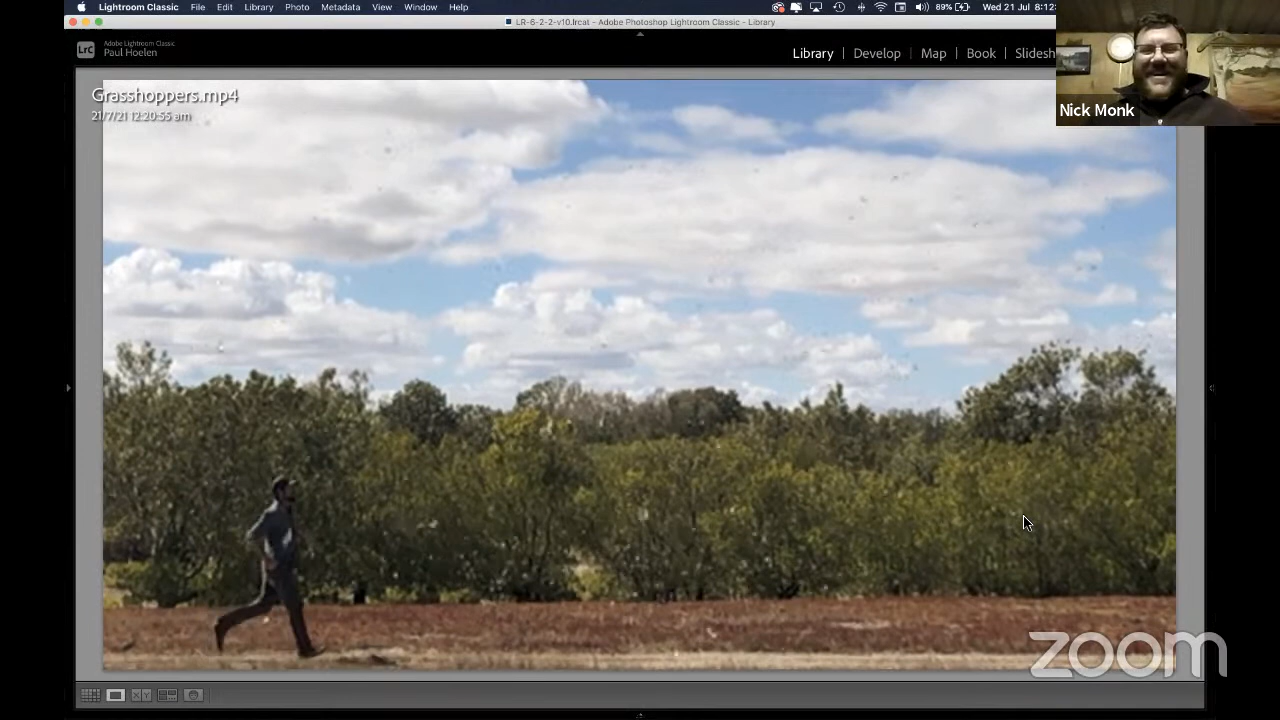 Lightroom Classic File Edit Library Photo Metadata View Window Help 89% Wed 21 Jul 8:12:
LR-6-2-2-v10.lrcat - Adobe Photoshop Lightroom Classic - Library
LrC Adobe Lightroom Classic
Paul Hoelen
Library | Develop | Map | Book | Slidesh
Grasshoppers.mp4
21/7/21 12:20:55 am
Nick Monk
zoom
X Y